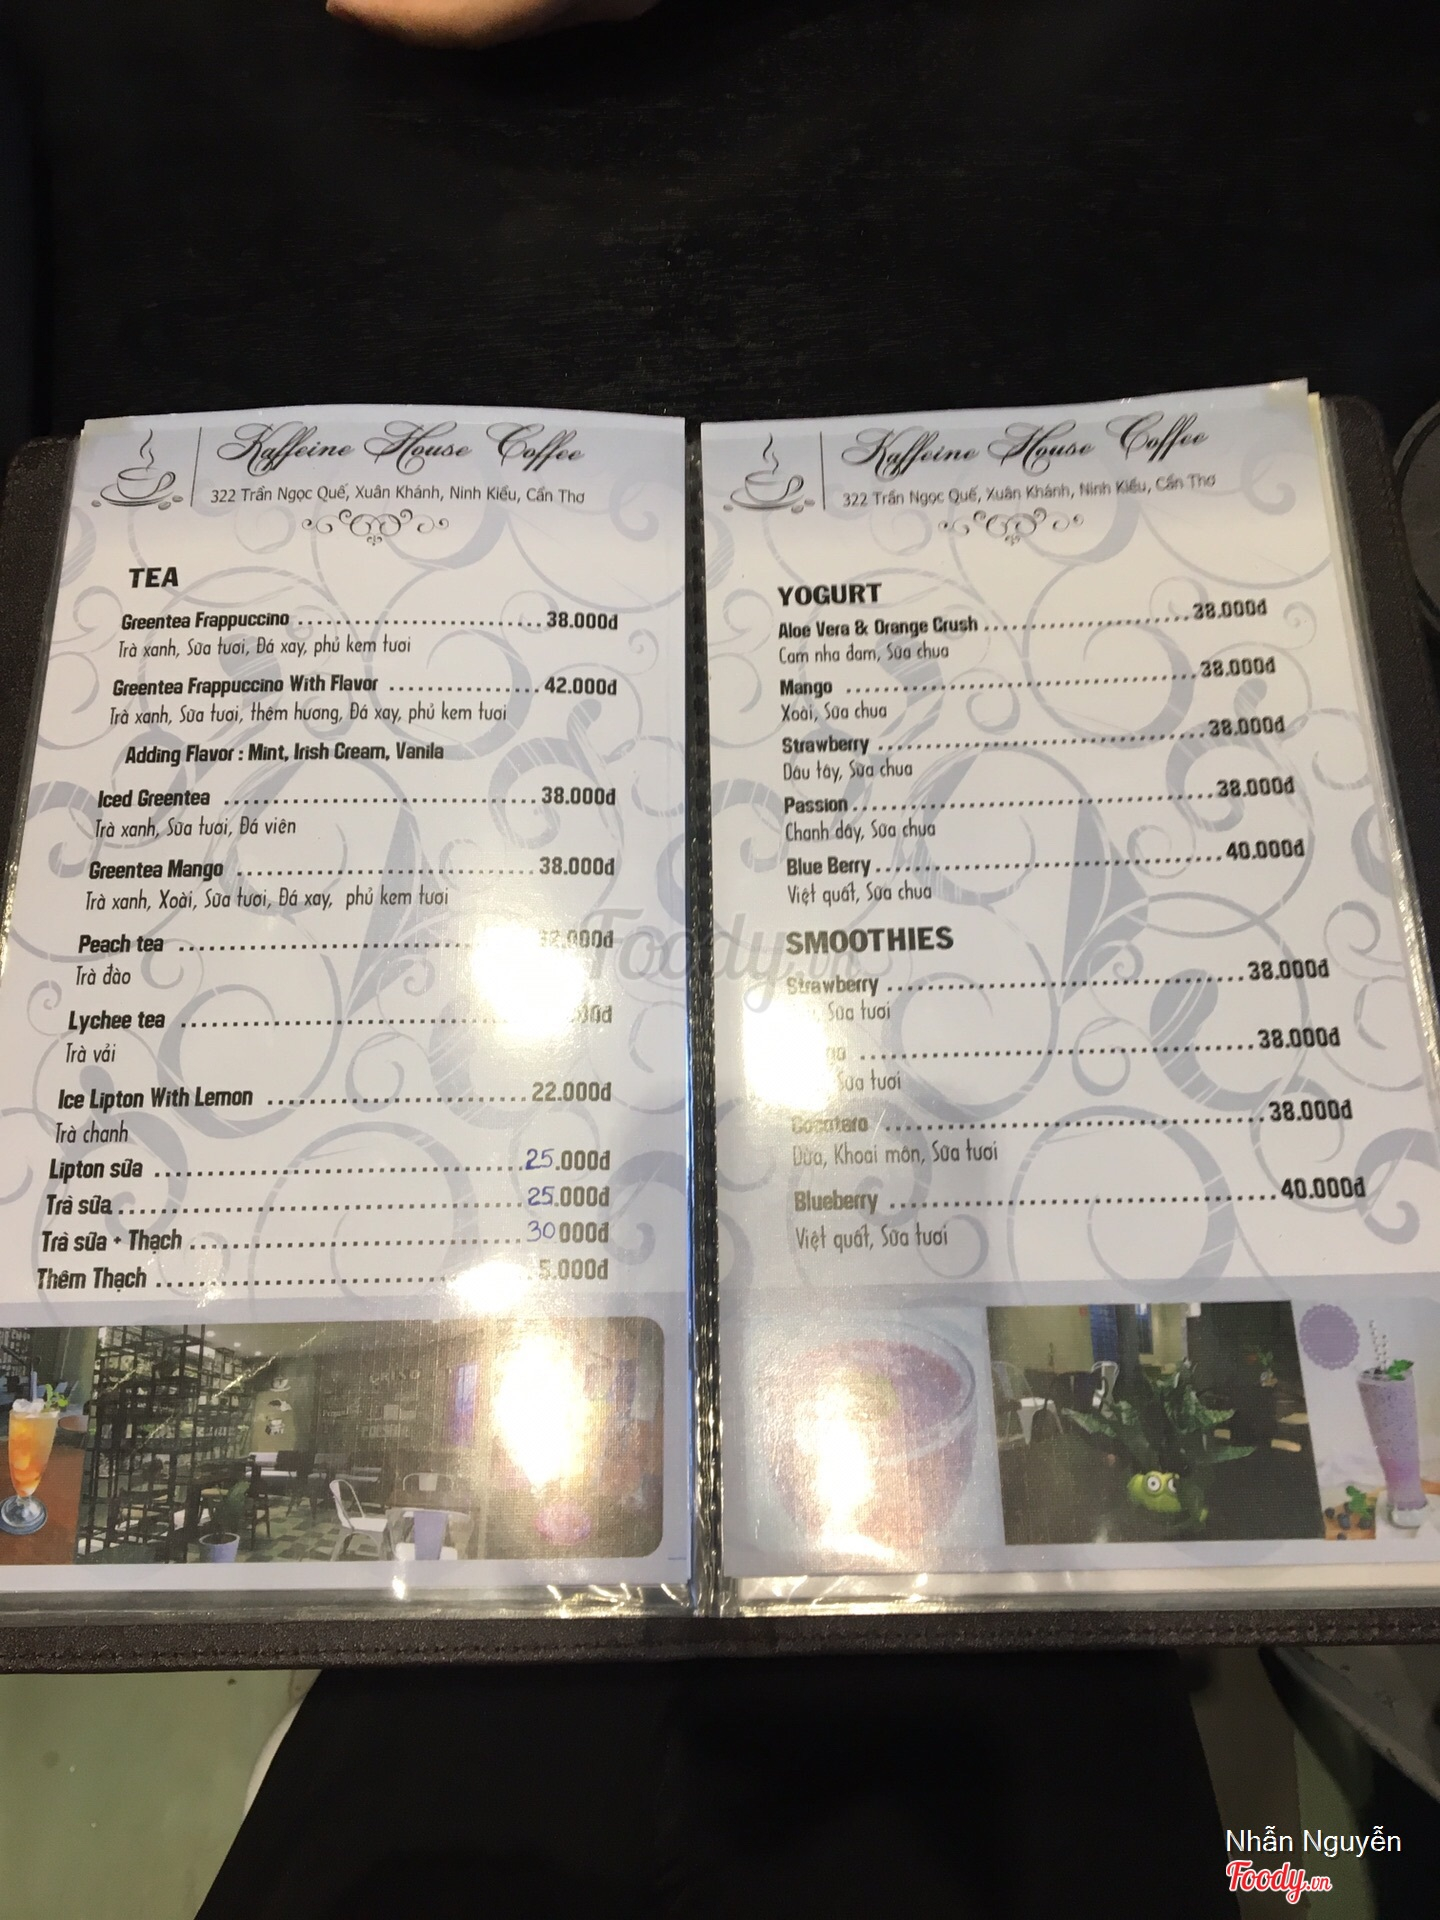 Kaffeine House Coffee
322 Trần Ngọc Quế, Xuân Khánh, Ninh Kiều, Cần Thơ
TEA
Greentea Frappuccino ........................ 38.000đ
Trà xanh, Sữa tươi, Đá xay, phủ kem tươi
Greentea Frappuccino With Flavor ............... 42.000đ
Trà xanh, Sữa tươi, thêm hương, Đá xay, phủ kem tươi
Adding Flavor : Mint, Irish Cream, Vanila
Iced Greentea .............................. 38.000đ
Trà xanh, Sữa tươi, Đá viên
Greentea Mango ............................. 38.000đ
Trà xanh, Xoài, Sữa tươi, Đá xay, phủ kem tươi
Peach tea ............................
Trà đào
Lychee tea ............................
Trà vải
Ice Lipton With Lemon ......................... 22.000đ
Trà chanh
Lipton sữa ................................... 25.000đ
Trà sữa ....................................... 25.000đ
Trà sữa + Thạch ................................ 30.000đ
Thêm Thạch ............................ 5.000đ
Kaffeine House Coffee
322 Trần Ngọc Quế, Xuân Khánh, Ninh Kiều, Cần Thơ
YOGURT
Aloe Vera & Orange Crush .................... 38.000đ
Cam nha đam, Sữa chua
Mango .................................. 38.000đ
Xoài, Sữa chua
Strawberry ............................... 38.000đ
Dâu tây, Sữa chua
Passion ................................... 38.000đ
Chanh dây, Sữa chua
Blue Berry ................................. 40.000đ
Việt quất, Sữa chua
SMOOTHIES
Strawberry ................................... 38.000đ
Sữa tươi
...................................... 38.000đ
Sữa tươi
..................................... 38.000đ
Dừa, Khoai môn, Sữa tươi
Blueberry ..................................... 40.000đ
Việt quất, Sữa tươi
Foody.vn
Nhẫn Nguyễn
Foody.vn